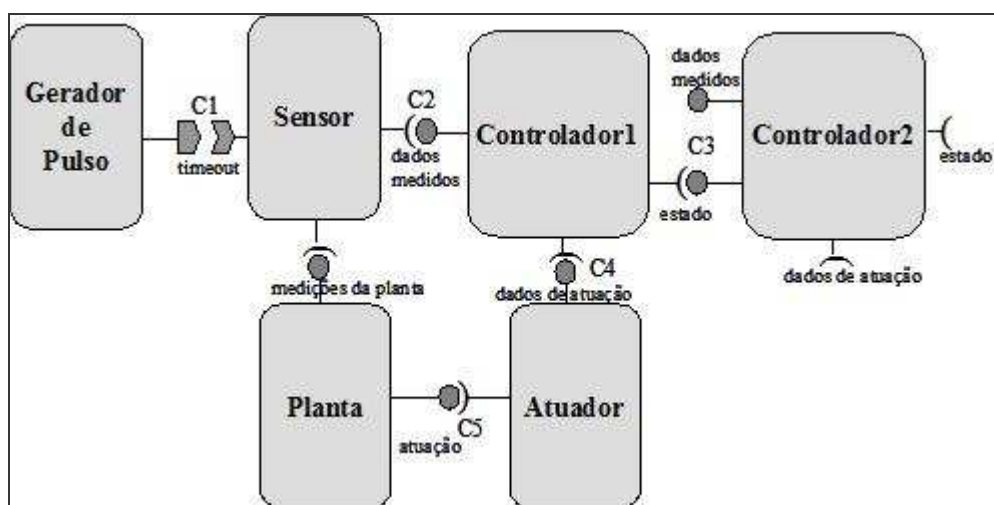 Gerador
de
Pulso
C1
timeout
Sensor
C2
dados
medidos
Controlador1
dados
medidos
C3
estado
Controlador2
estado
medições da planta
C4
dados de atuação
dados de atuação
Planta
C5
atuação
Atuador